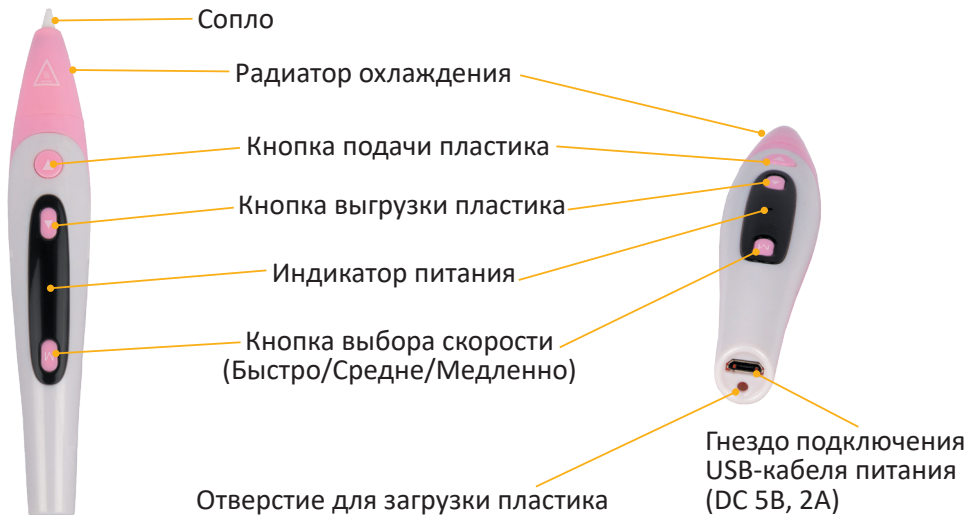 Сопло
Радиатор охлаждения
Кнопка подачи пластика
Кнопка выгрузки пластика
Индикатор питания
Кнопка выбора скорости
(Быстро/Средне/Медленно)
Гнездо подключения
USB-кабеля питания
(DC 5В, 2А)
Отверстие для загрузки пластика
M
M